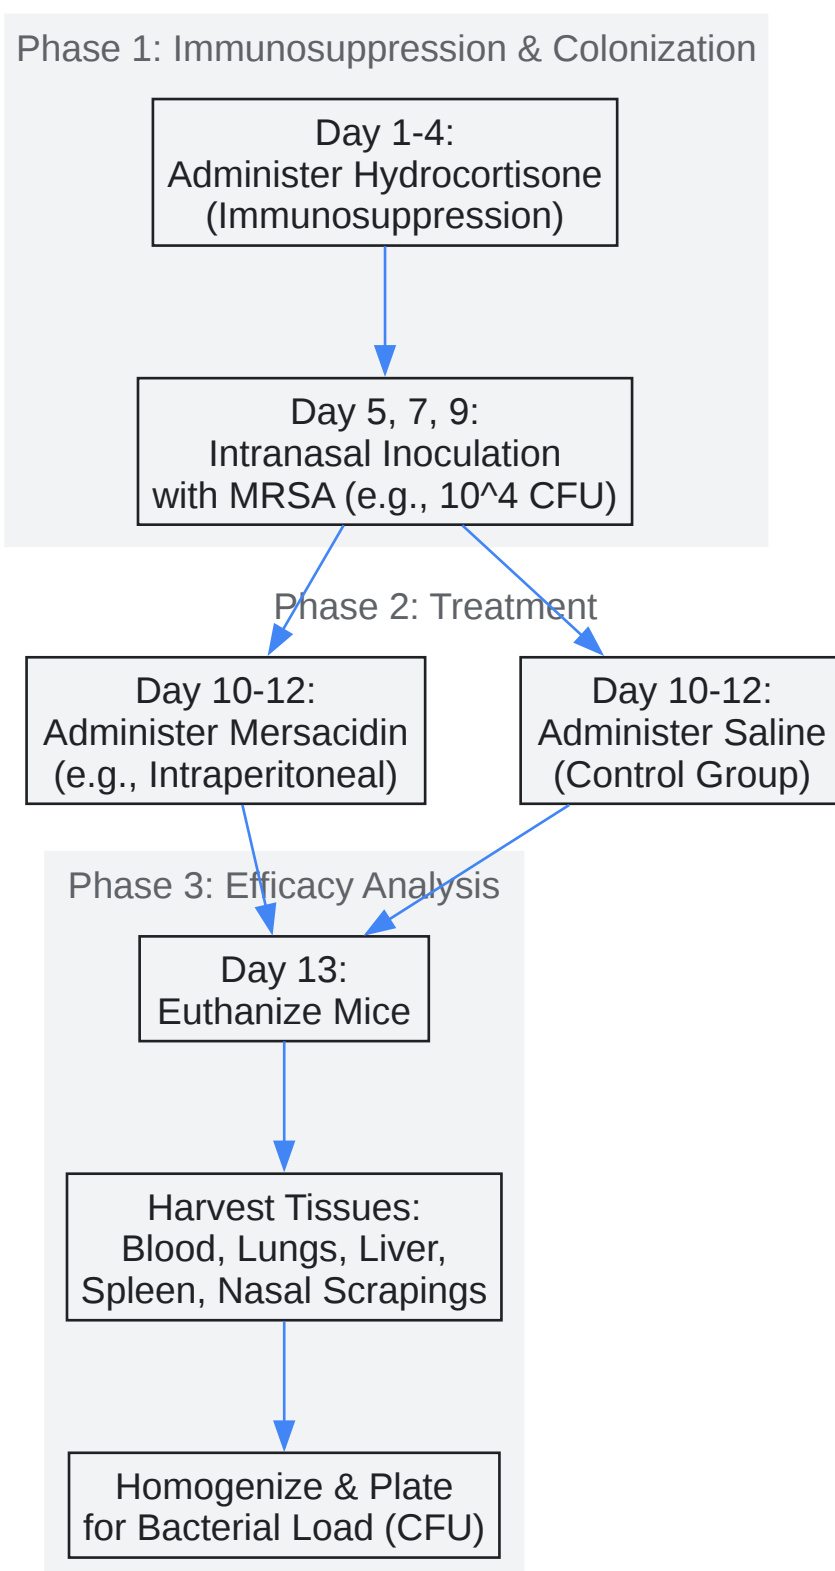 Phase 1: Immunosuppression & Colonization
Day 1-4:
Administer Hydrocortisone
(Immunosuppression)
Day 5, 7, 9:
Intranasal Inoculation
with MRSA (e.g., 10^4 CFU)
Phase 2: Treatment
Day 10-12:
Administer Mersacidin
(e.g., Intraperitoneal)
Day 10-12:
Administer Saline
(Control Group)
Phase 3: Efficacy Analysis
Day 13:
Euthanize Mice
Harvest Tissues:
Blood, Lungs, Liver,
Spleen, Nasal Scrapings
Homogenize & Plate
for Bacterial Load (CFU)